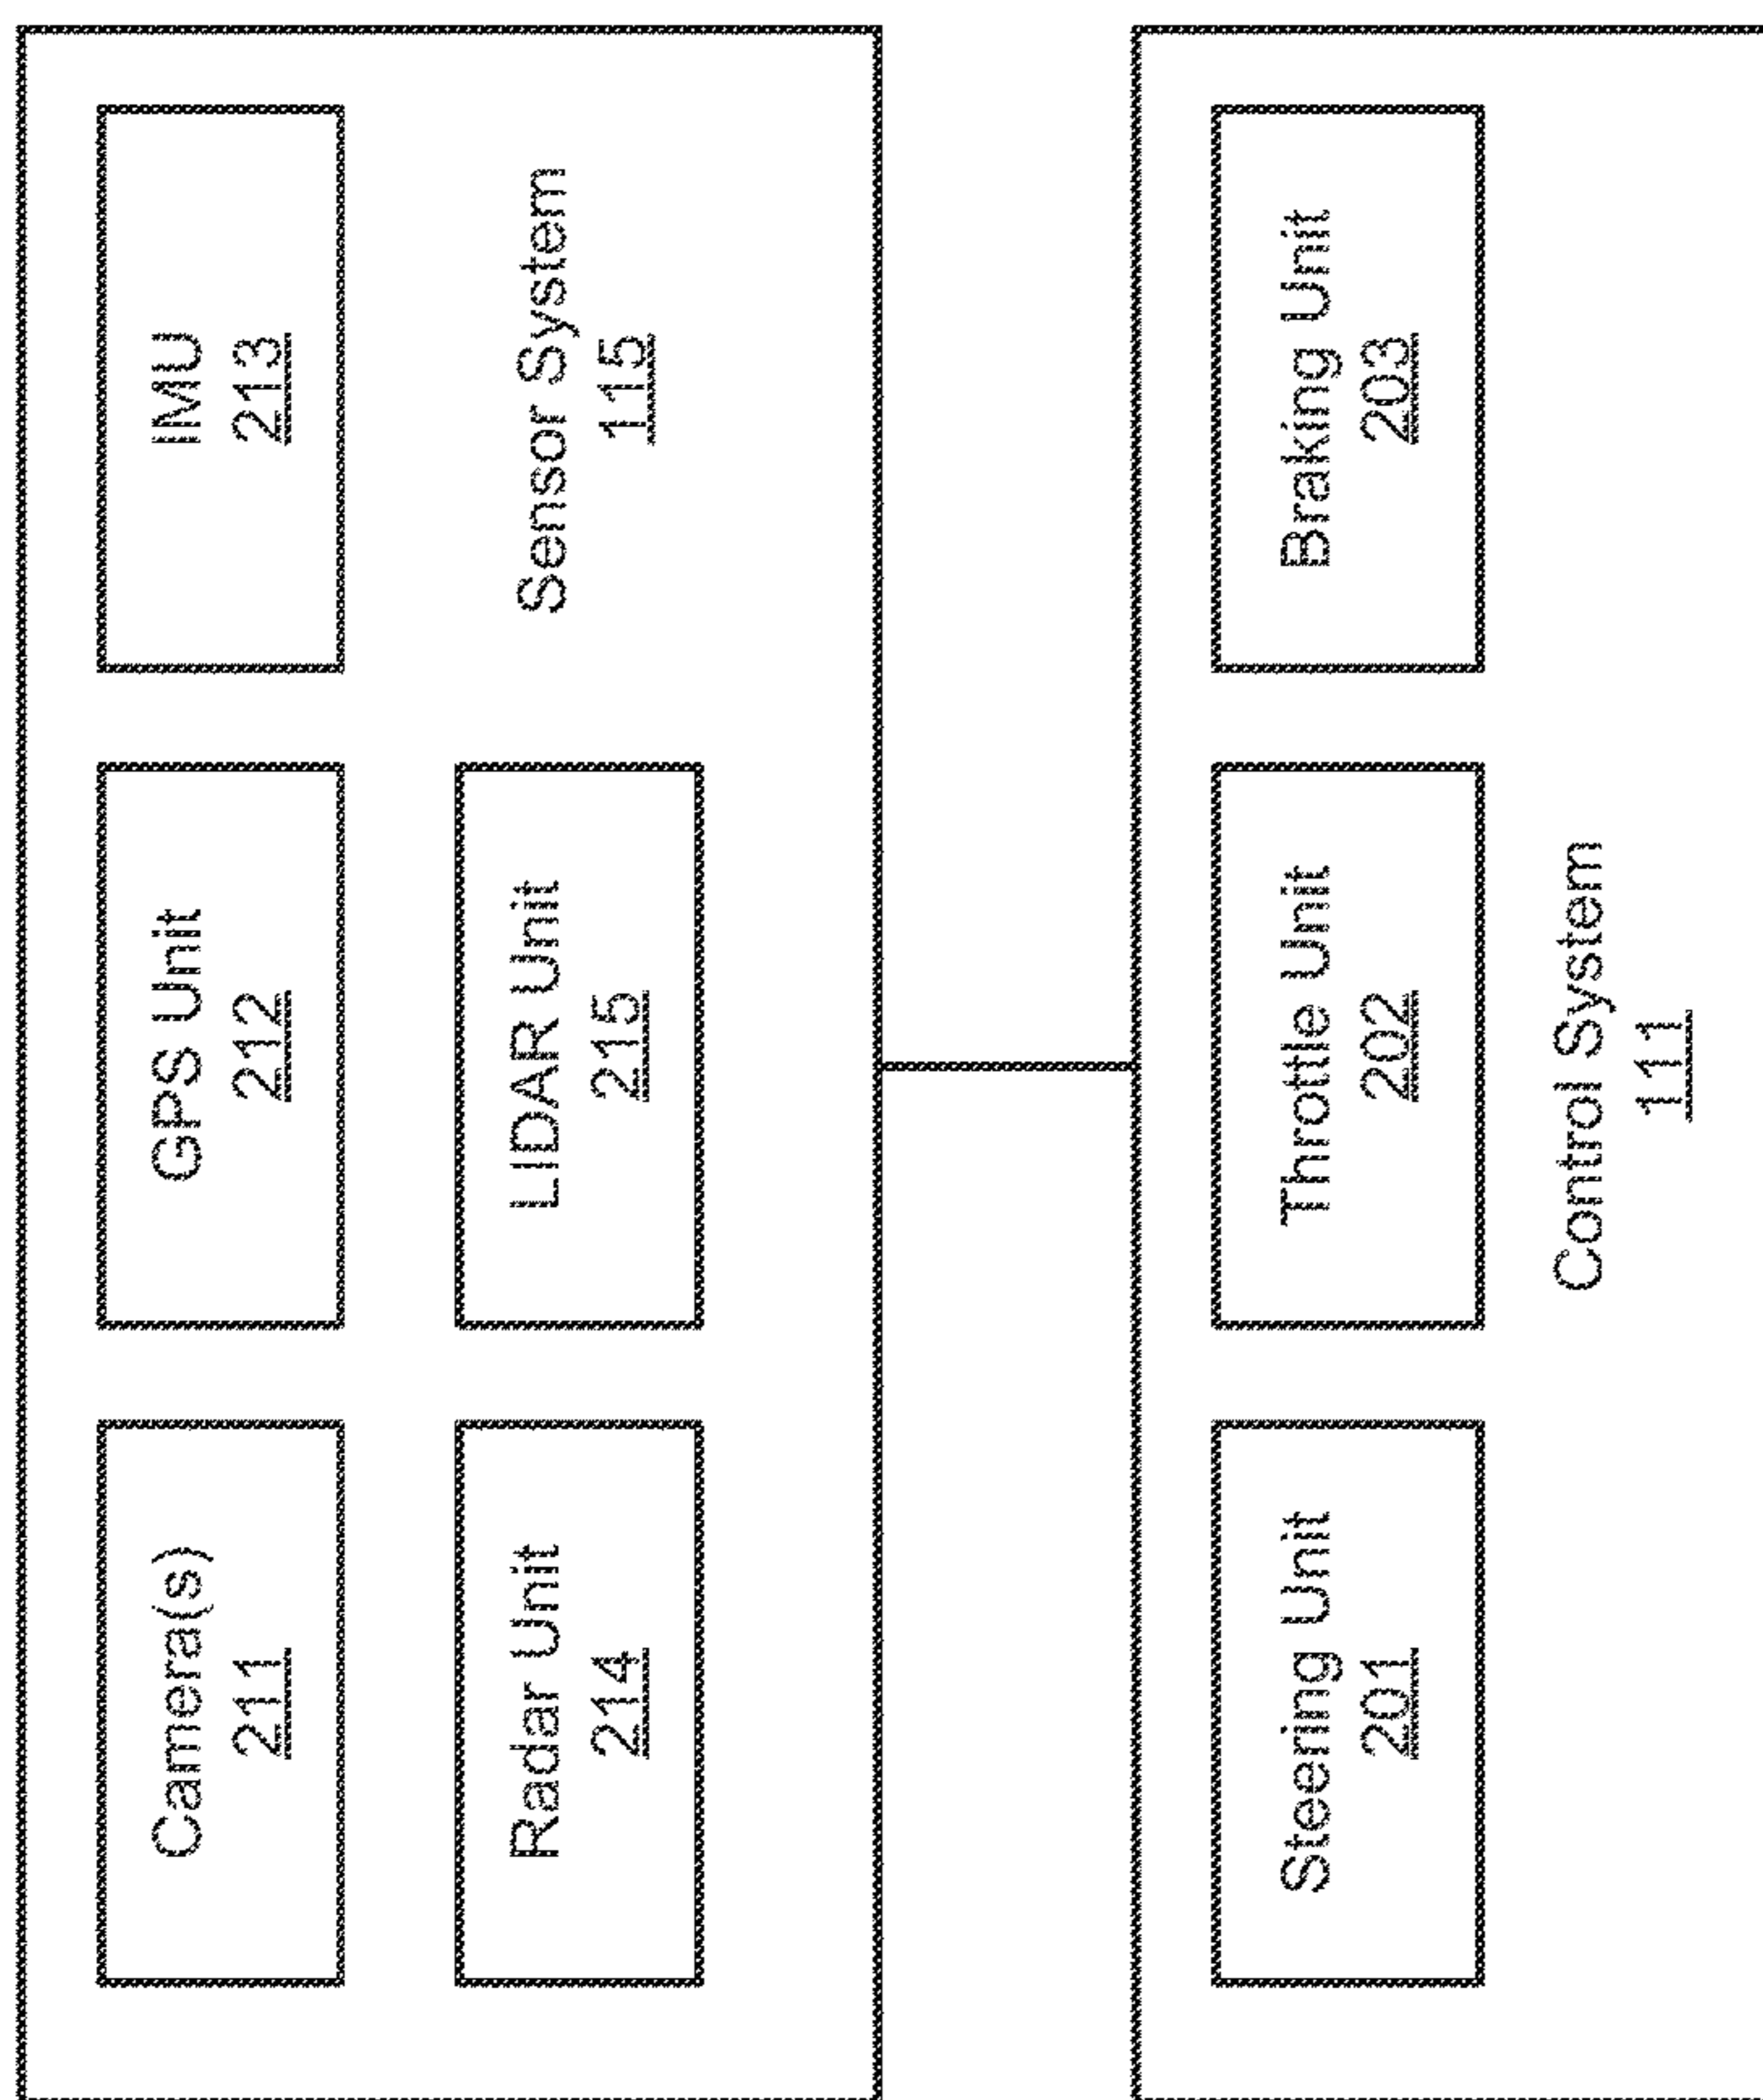 Camera(s)
211
GPS Unit
212
IMU
213
Radar Unit
214
LIDAR Unit
215
Sensor System
115
Steering Unit
201
Throttle Unit
202
Braking Unit
203
Control System
111